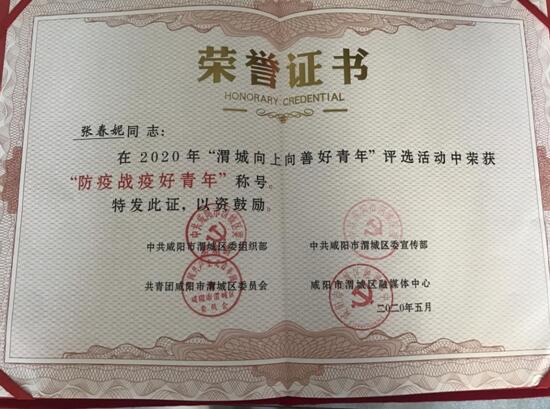 荣誉证书
HONORARY CREDENTIAL
张春妮同志：
在2020年“渭城向上向善好青年”评选活动中荣获
“防疫战疫好青年”称号。
特发此证，以资鼓励。
中共咸阳市渭城区委组织部
中共咸阳市渭城区委宣传部
共青团咸阳市渭城区委员会
咸阳市渭城区融媒体中心
二〇二〇年五月